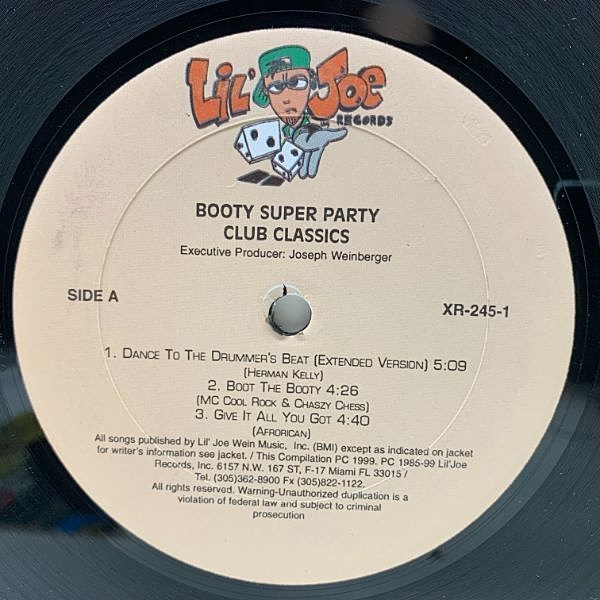 LIL' JOE
RECORDS
BOOTY SUPER PARTY
CLUB CLASSICS
Executive Producer: Joseph Weinberger
SIDE A
XR-245-1
1. DANCE TO THE DRUMMER'S BEAT (EXTENDED VERSION) 5:09
(HERMAN KELLY)
2. BOOT THE BOOTY 4:26
(MC COOL ROCK & CHASZY CHESS)
3. GIVE IT ALL YOU GOT 4:40
(AFRORICAN)
All songs published by Lil' Joe Wein Music, Inc. (BMI) except as indicated on jacket
for writer's information see jacket. / This Compilation PC 1999. PC 1985-99 Lil'Joe
Records, Inc. 6157 N.W. 167 ST, F-17 Miami FL 33015 /
Tel. (305)362-8900 Fx (305)822-1122.
All rights reserved. Warning-Unauthorized duplication is a
violation of federal law and subject to criminal
prosecution